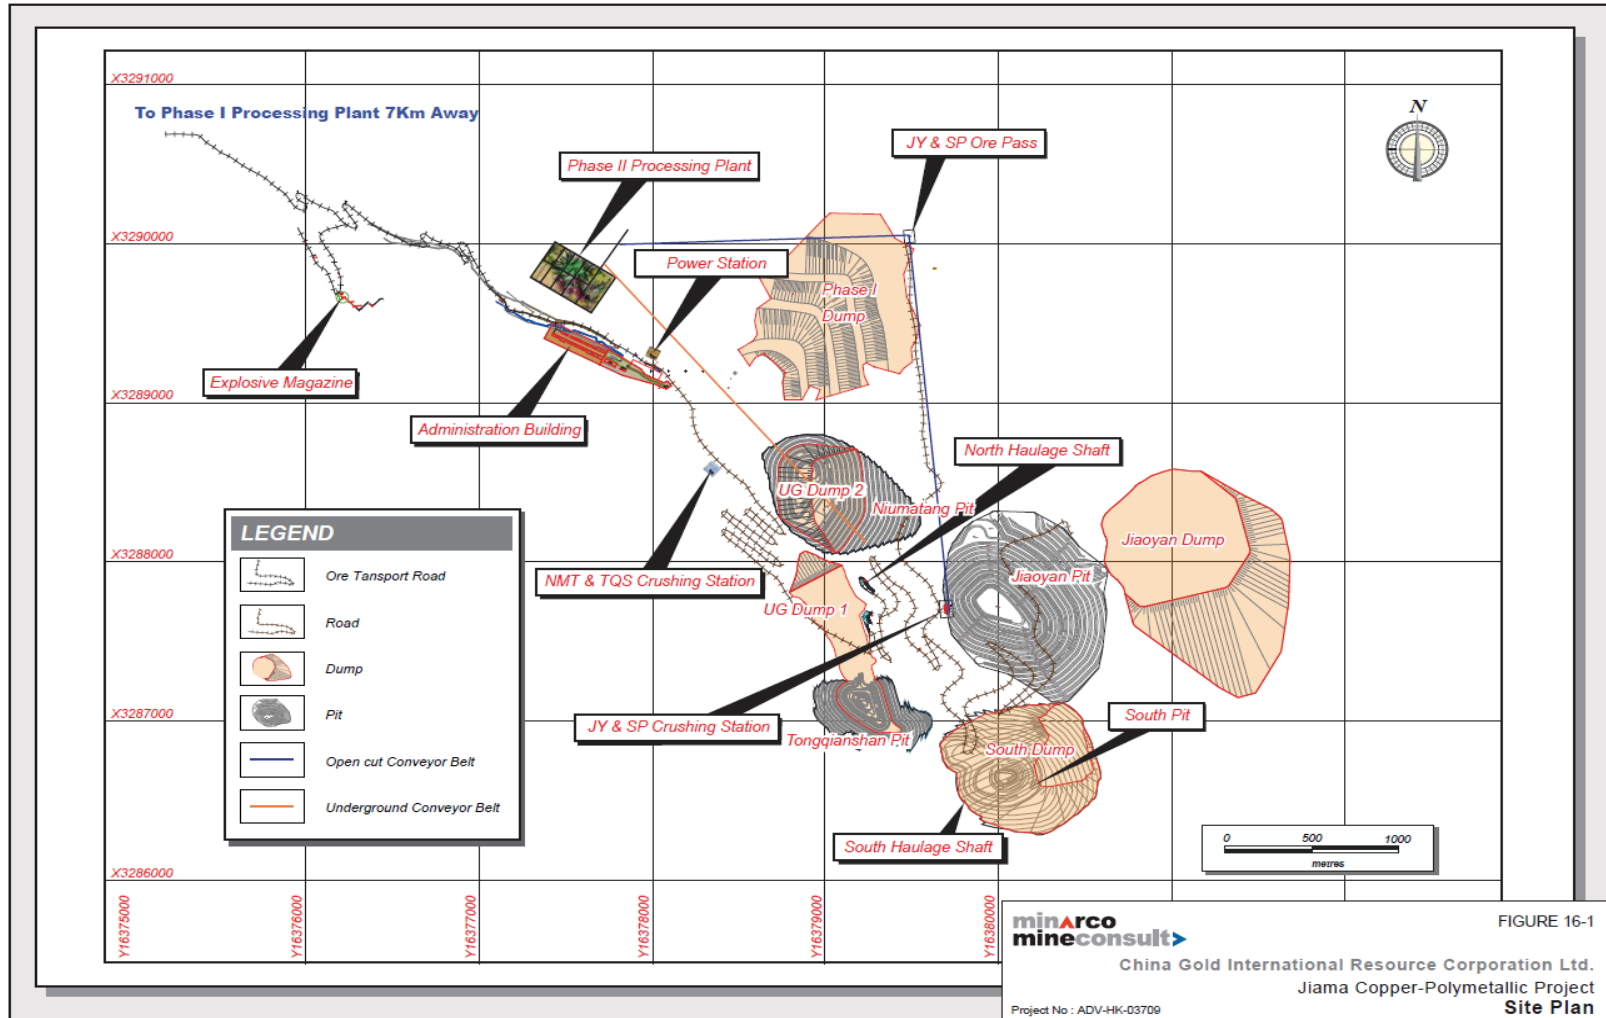 X3291000
To Phase I Processing Plant 7Km Away
N
JY & SP Ore Pass
Phase II Processing Plant
X3290000
Power Station
Phase I
Dump
Explosive Magazine
X3289000
Administration Building
North Haulage Shaft
UG Dump 2
Niumatang Pit
LEGEND
Ore Tansport Road
Road
Dump
Pit
Open cut Conveyor Belt
Underground Conveyor Belt
X3288000
Jiaoyan Dump
NMT & TQS Crushing Station
Jiaoyan Pit
UG Dump 1
X3287000
JY & SP Crushing Station
South Pit
Tongqianshan Pit
South Dump
South Haulage Shaft
0 500 1000
metres
X3286000
Y16375000
Y16376000
Y16377000
Y16378000
Y16379000
Y16380000
minarco
mineconsult
FIGURE 16-1
China Gold International Resource Corporation Ltd.
Jiama Copper-Polymetallic Project
Project No : ADV-HK-03709
Site Plan